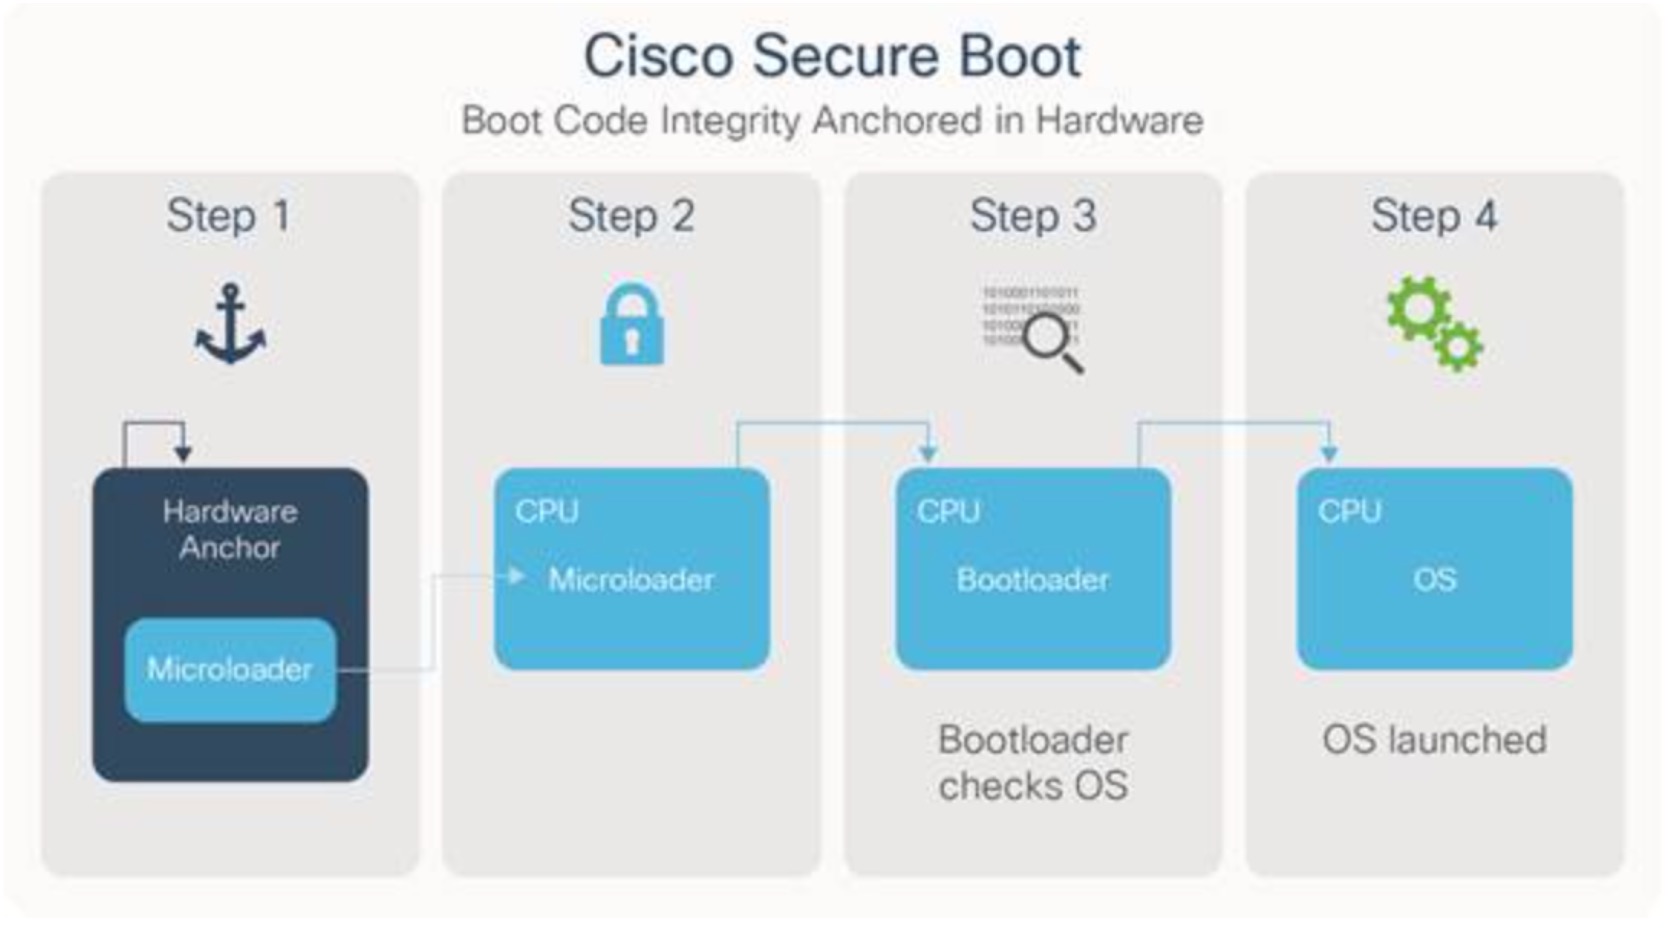 Cisco Secure Boot
Boot Code Integrity Anchored in Hardware
Step 1
Hardware
Anchor
Microloader
Step 2
CPU
Microloader
Step 3
1010001101011
CPU
Bootloader
Bootloader
checks OS
Step 4
CPU
OS
OS launched